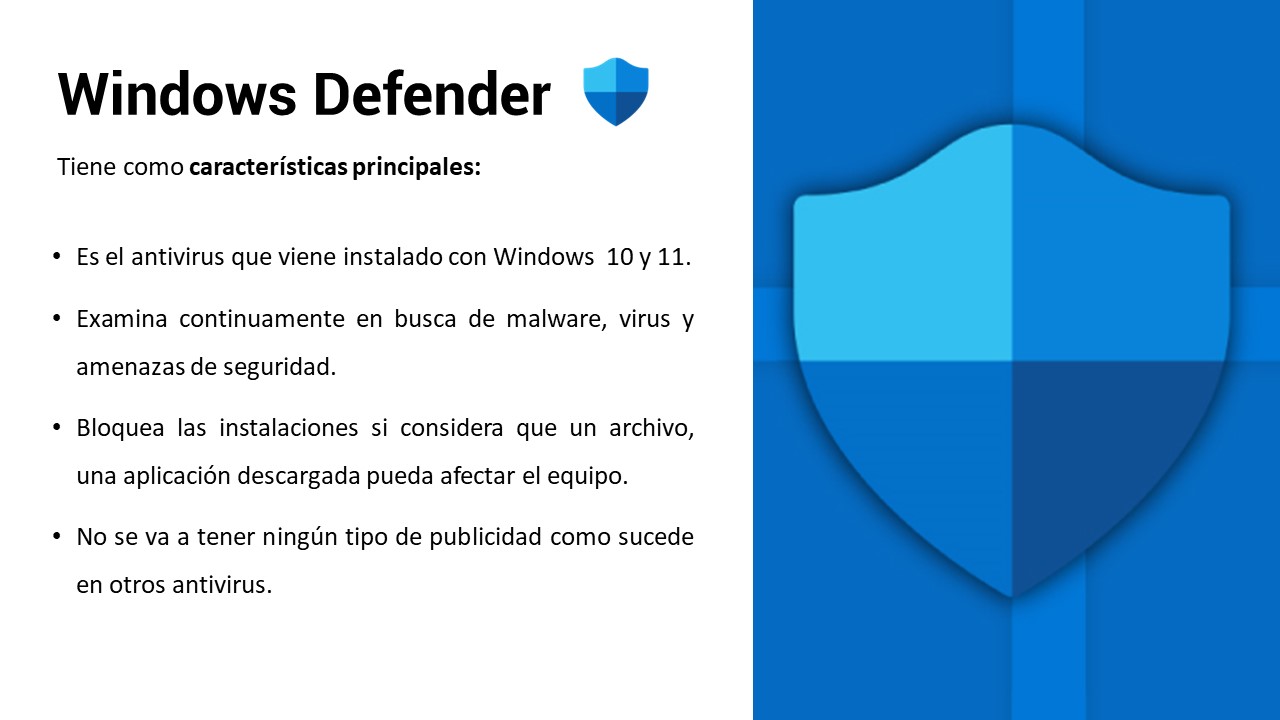 Windows Defender
Tiene como características principales:
• Es el antivirus que viene instalado con Windows  10 y 11.
• Examina continuamente en busca de malware, virus y
amenazas de seguridad.
• Bloquea las instalaciones si considera que un archivo,
una aplicación descargada pueda afectar el equipo.
• No se va a tener ningún tipo de publicidad como sucede
en otros antivirus.